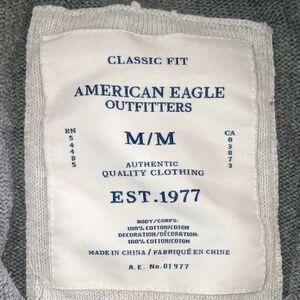 CLASSIC FIT
AMERICAN EAGLE
OUTFITTERS
RN 54485
M/M
CA 03873
AUTHENTIC
QUALITY CLOTHING
EST.1977
BODY/CORPS:
100% COTTON/COTON
DECORATION/DÉCORATION:
100% COTTON/COTON
MADE IN CHINA / FABRIQUÉ EN CHINE
A.E. No. 01977